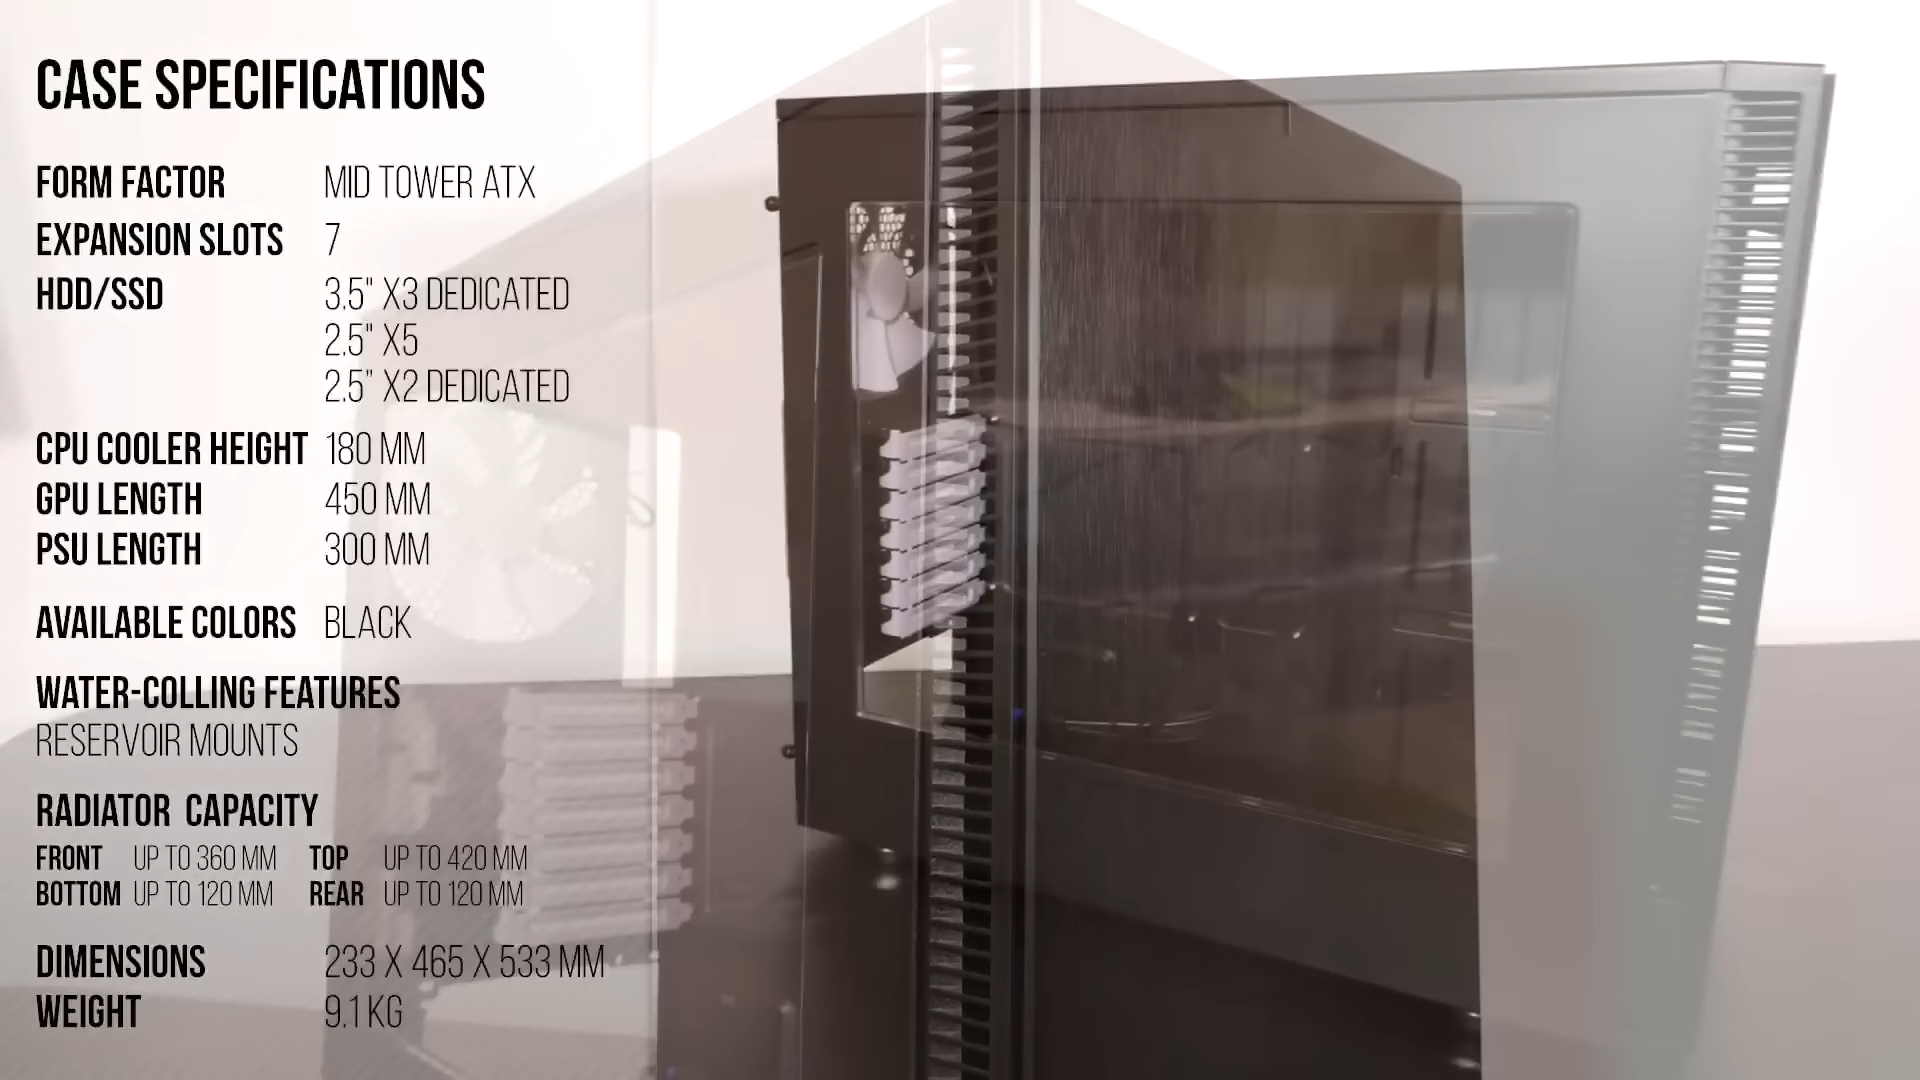 CASE SPECIFICATIONS
FORM FACTOR MID TOWER ATX
EXPANSION SLOTS 7
HDD/SSD 3.5" X3 DEDICATED
2.5" X5
2.5" X2 DEDICATED
CPU COOLER HEIGHT 180 MM
GPU LENGTH 450 MM
PSU LENGTH 300 MM
AVAILABLE COLORS BLACK
WATER-COLLING FEATURES
RESERVOIR MOUNTS
RADIATOR CAPACITY
FRONT UP TO 360 MM TOP UP TO 420 MM
BOTTOM UP TO 120 MM REAR UP TO 120 MM
DIMENSIONS 233 X 465 X 533 MM
WEIGHT 9.1 KG